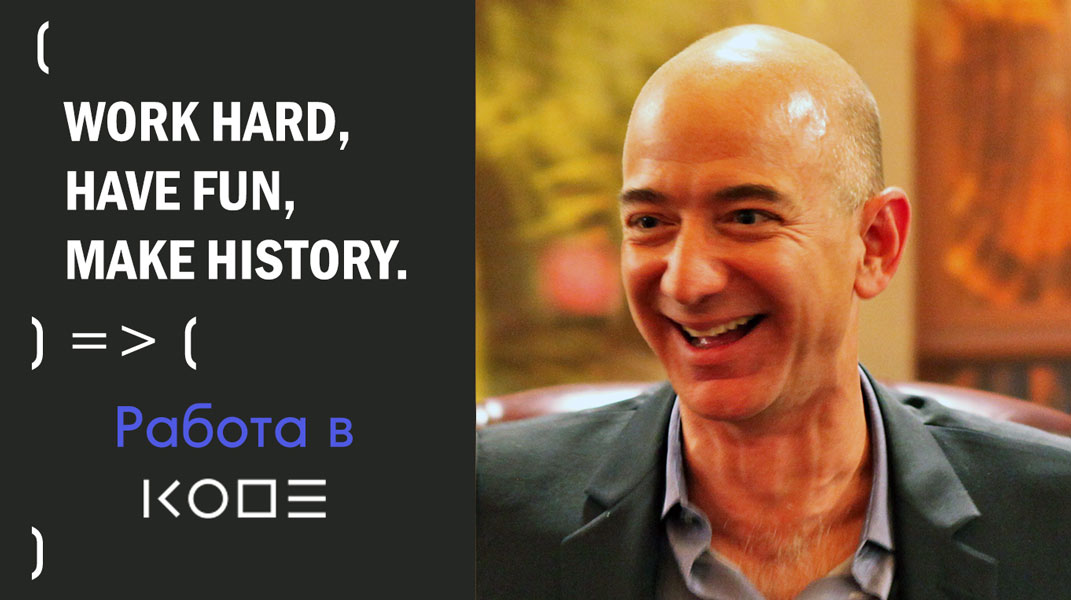 (
WORK HARD,
HAVE FUN,
MAKE HISTORY.
) => (
Работа в
KODE
)